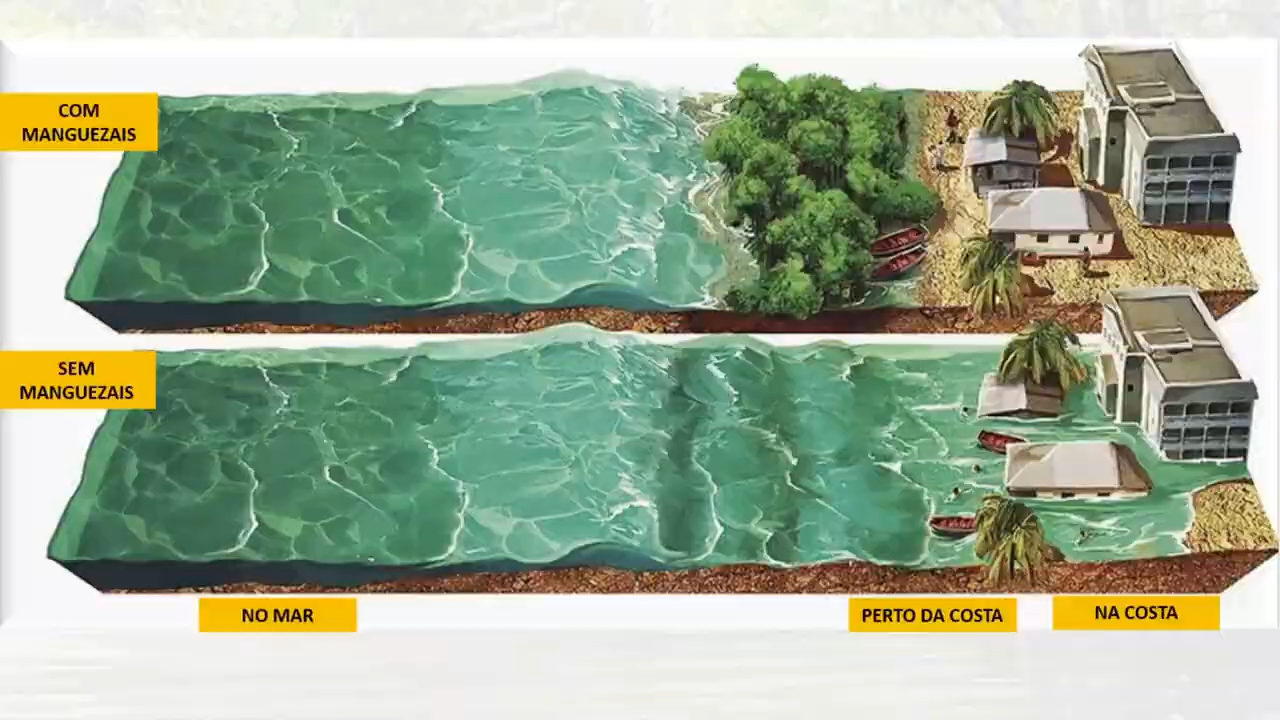 COM
MANGUEZAIS
SEM
MANGUEZAIS
NO MAR
PERTO DA COSTA
NA COSTA